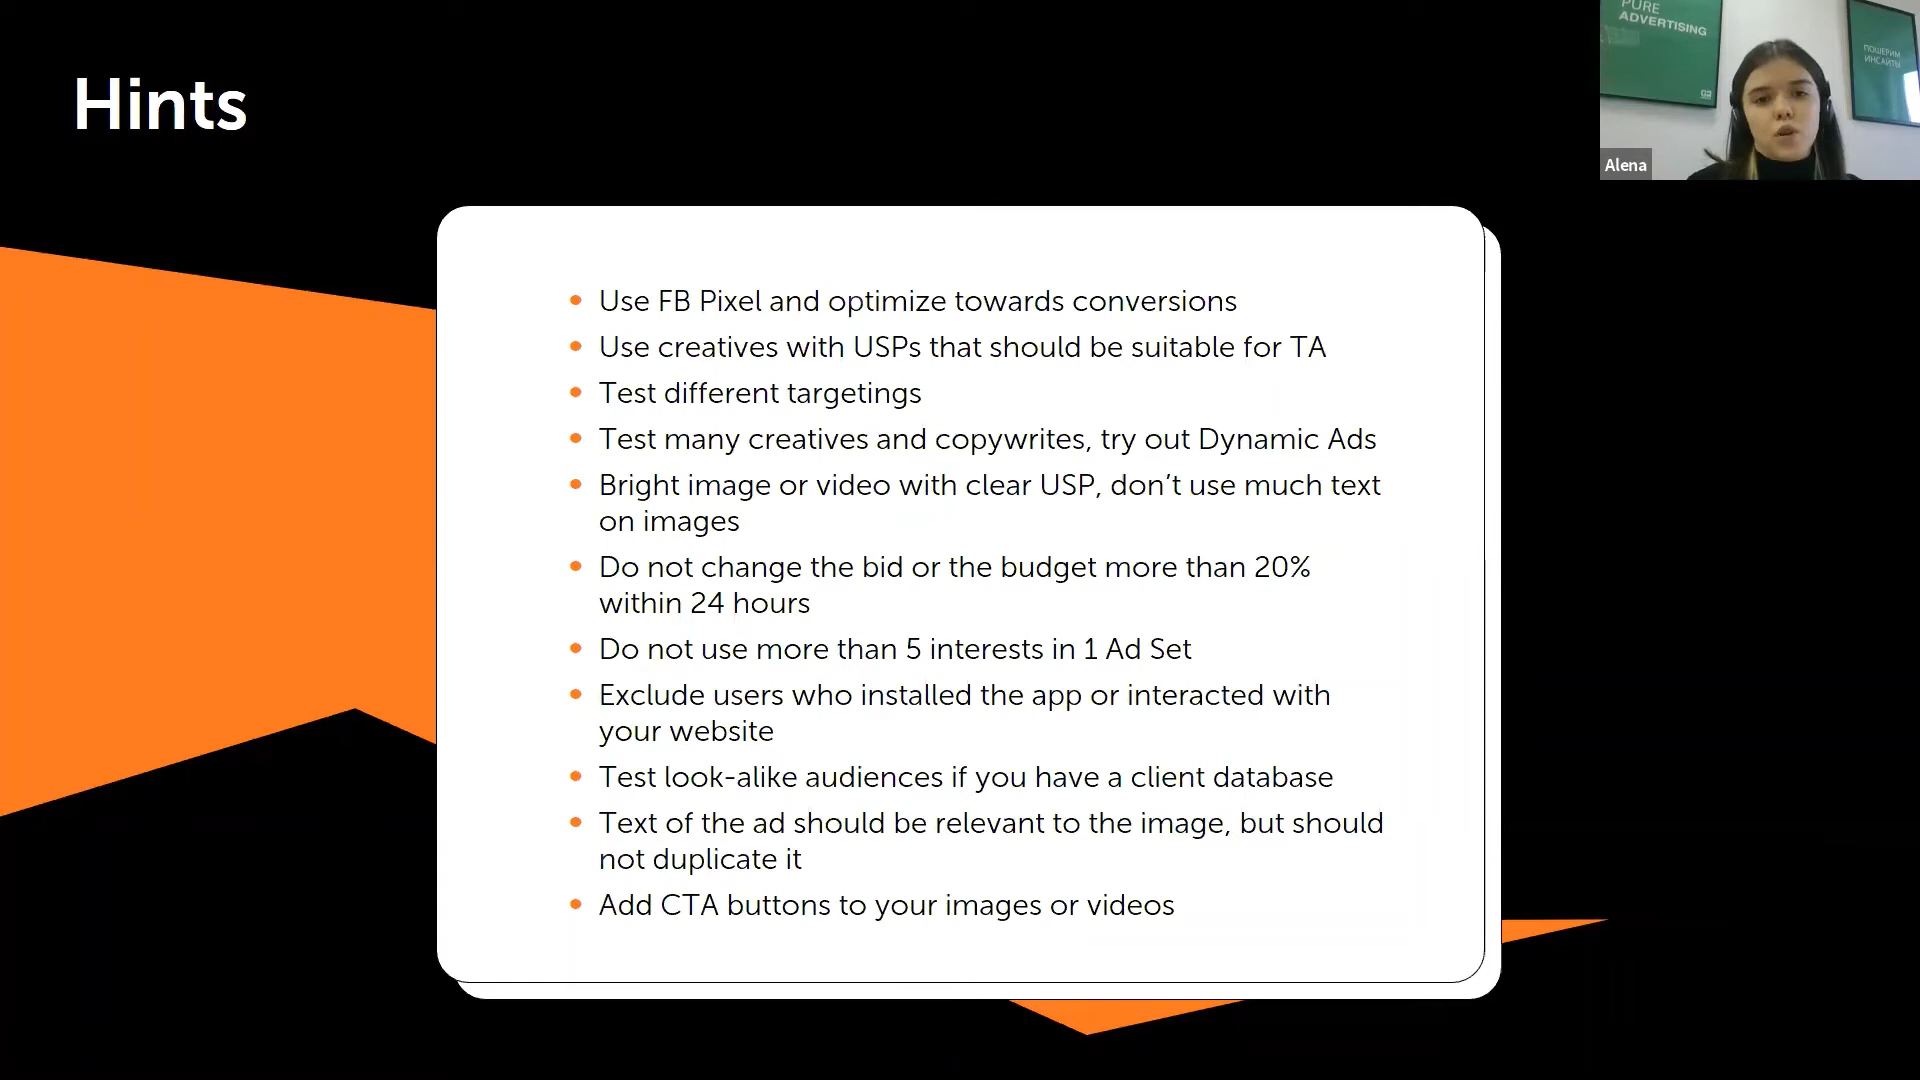 Hints
PURE
ADVERTISING
ПОШЕРИМ
ИНСАЙТЫ
Alena
• Use FB Pixel and optimize towards conversions
• Use creatives with USPs that should be suitable for TA
• Test different targetings
• Test many creatives and copywrites, try out Dynamic Ads
• Bright image or video with clear USP, don’t use much text
on images
• Do not change the bid or the budget more than 20%
within 24 hours
• Do not use more than 5 interests in 1 Ad Set
• Exclude users who installed the app or interacted with
your website
• Test look-alike audiences if you have a client database
• Text of the ad should be relevant to the image, but should
not duplicate it
• Add CTA buttons to your images or videos